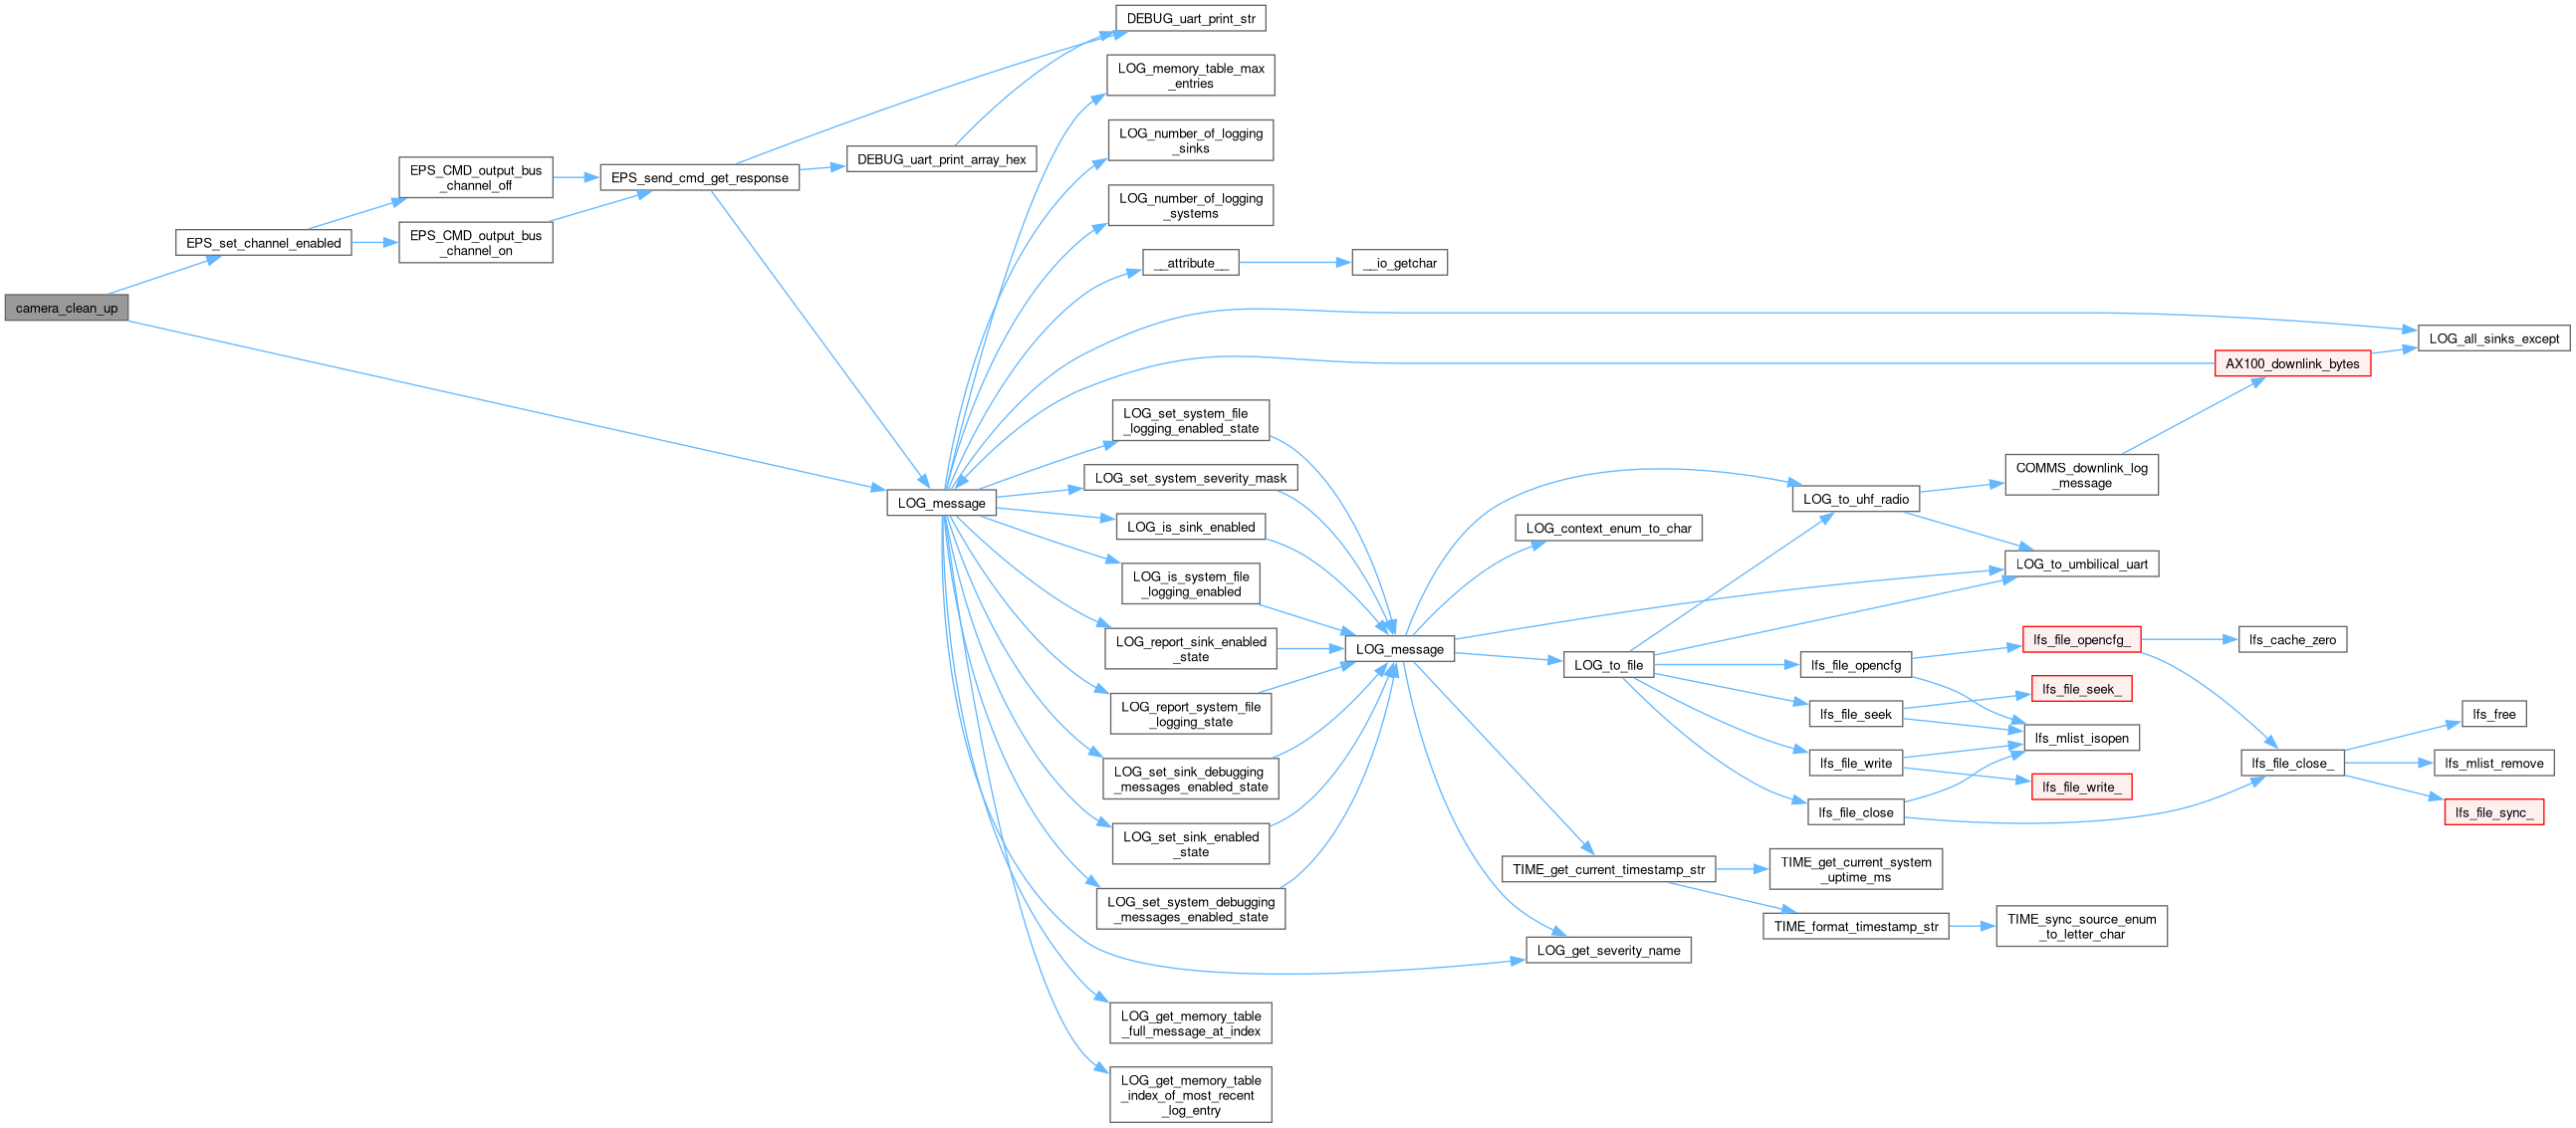 DEBUG_uart_print_str
LOG_memory_table_max
_entries
LOG_number_of_logging
_sinks
DEBUG_uart_print_array_hex
EPS_CMD_output_bus
_channel_off
EPS_send_cmd_get_response
LOG_number_of_logging
_systems
EPS_set_channel_enabled
EPS_CMD_output_bus
_channel_on
__attribute__
__io_getchar
camera_clean_up
LOG_all_sinks_except
AX100_downlink_bytes
LOG_set_system_file
_logging_enabled_state
LOG_set_system_severity_mask
COMMS_downlink_log
_message
LOG_message
LOG_to_uhf_radio
LOG_is_sink_enabled
LOG_context_enum_to_char
LOG_to_umbilical_uart
LOG_is_system_file
_logging_enabled
LOG_report_sink_enabled
_state
LOG_message
LOG_to_file
lfs_file_opencfg
lfs_file_opencfg_
lfs_cache_zero
lfs_file_seek_
LOG_report_system_file
_logging_state
lfs_file_seek
lfs_free
lfs_mlist_isopen
lfs_file_write
lfs_file_close_
lfs_mlist_remove
LOG_set_sink_debugging
_messages_enabled_state
lfs_file_write_
lfs_file_close
lfs_file_sync_
LOG_set_sink_enabled
_state
TIME_get_current_timestamp_str
TIME_get_current_system
_uptime_ms
LOG_set_system_debugging
_messages_enabled_state
TIME_format_timestamp_str
TIME_sync_source_enum
_to_letter_char
LOG_get_severity_name
LOG_get_memory_table
_full_message_at_index
LOG_get_memory_table
_index_of_most_recent
_log_entry